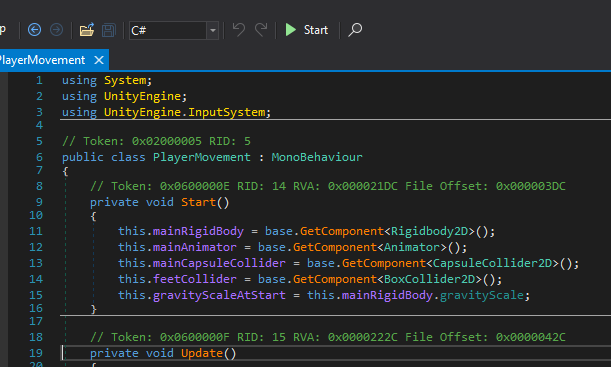 C#
Start
PlayerMovement
1 using System;
2 using UnityEngine;
3 using UnityEngine.InputSystem;
4
5 // Token: 0x02000005 RID: 5
6 public class PlayerMovement : MonoBehaviour
7 {
8 // Token: 0x0600000E RID: 14 RVA: 0x000021DC File Offset: 0x000003DC
9 private void Start()
10 {
11 this.mainRigidBody = base.GetComponent<Rigidbody2D>();
12 this.mainAnimator = base.GetComponent<Animator>();
13 this.mainCapsuleCollider = base.GetComponent<CapsuleCollider2D>();
14 this.feetCollider = base.GetComponent<BoxCollider2D>();
15 this.gravityScaleAtStart = this.mainRigidBody.gravityScale;
16 }
17
18 // Token: 0x0600000F RID: 15 RVA: 0x0000222C File Offset: 0x0000042C
19 private void Update()